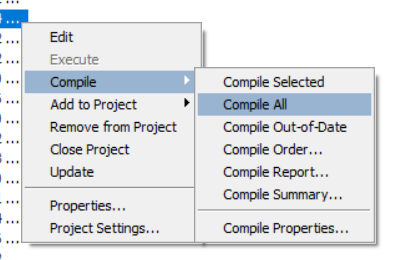 Edit
Execute
Compile
Add to Project
Remove from Project
Close Project
Update
Properties...
Project Settings...
Compile Selected
Compile All
Compile Out-of-Date
Compile Order...
Compile Report...
Compile Summary...
Compile Properties...